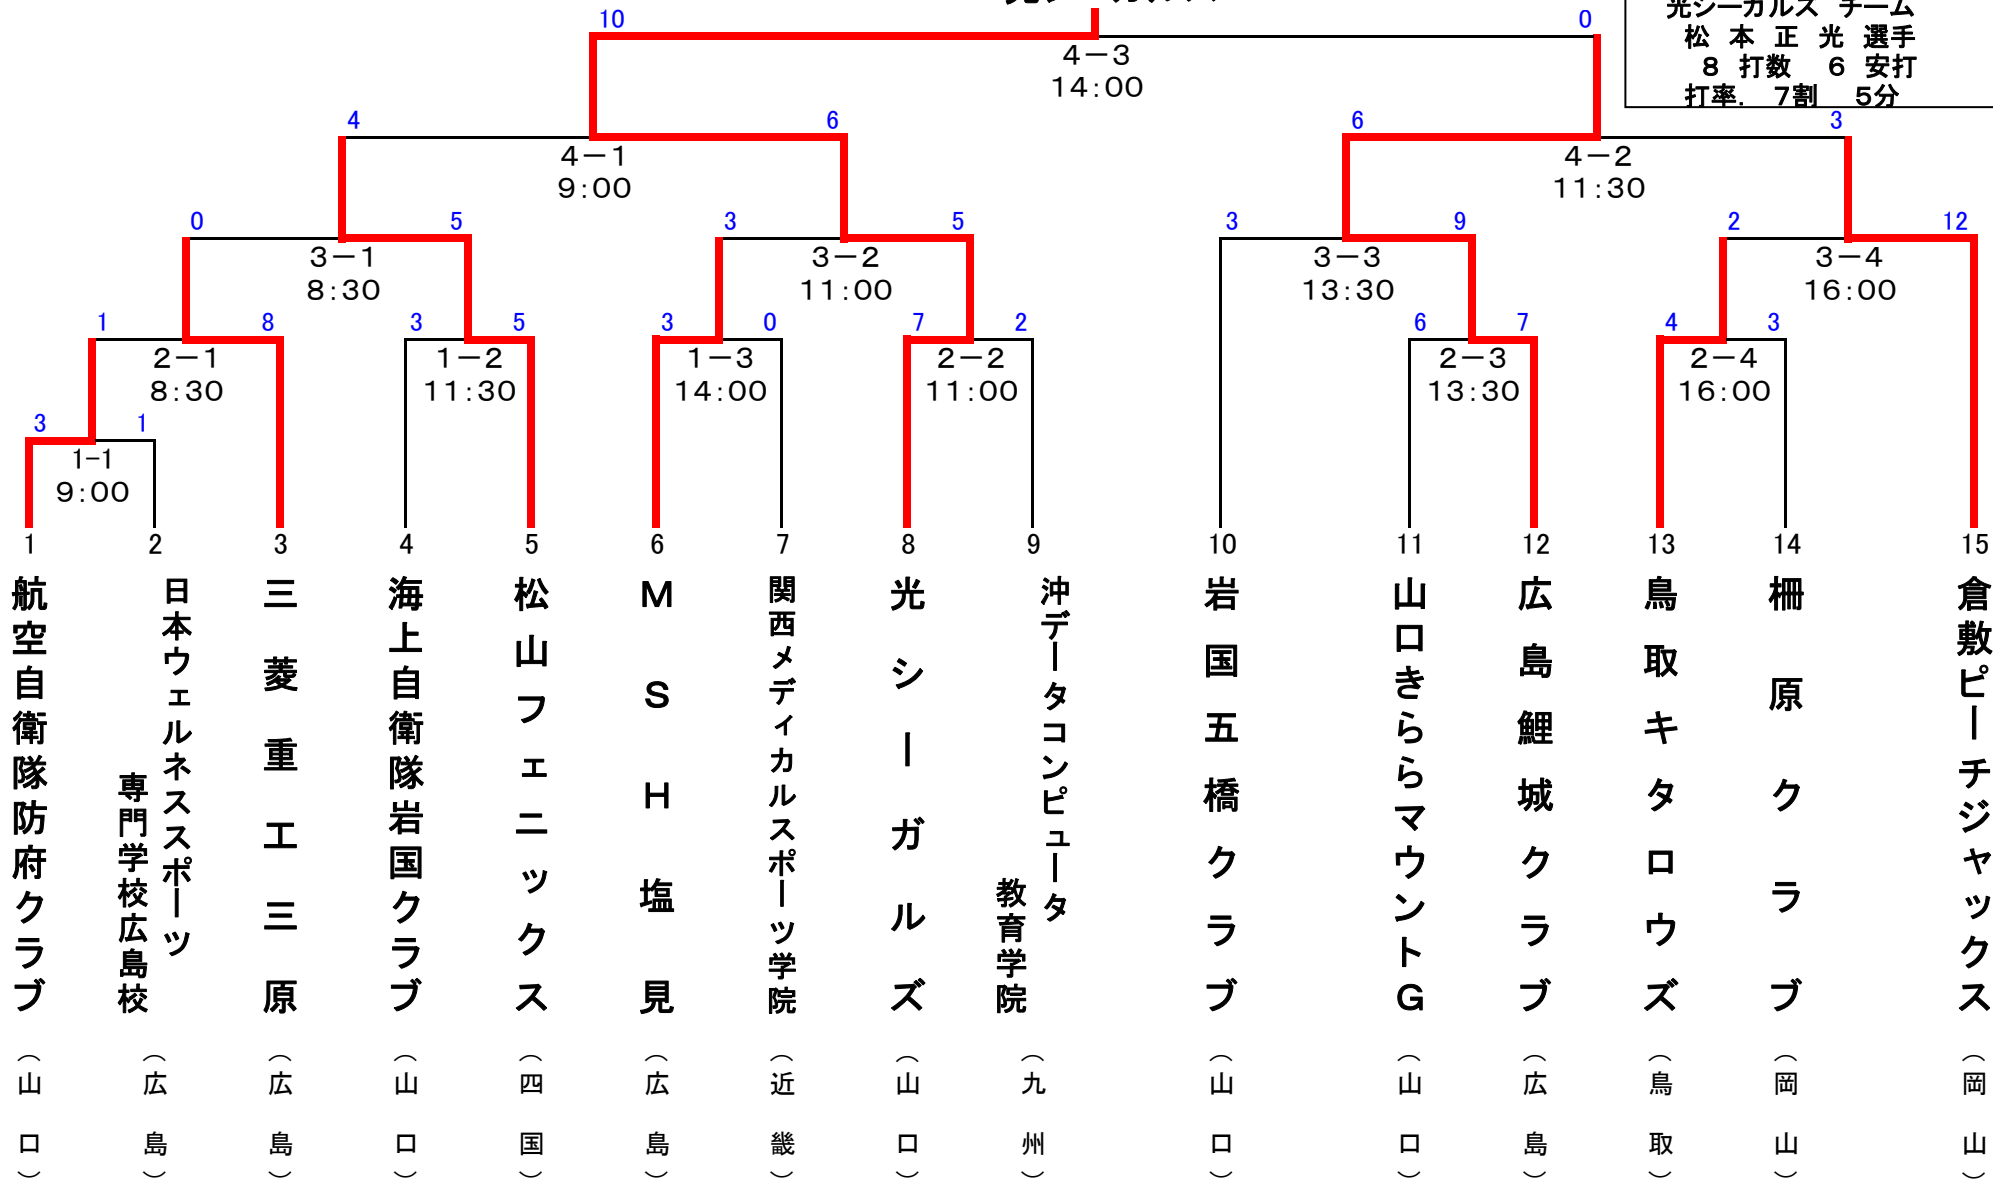 光シーガルズ チーム
松 本 正 光 選手
8 打数 6 安打
打率. 7割 5分
10
0
4－3
14:00
4
6
6
3
4－1
9:00
4－2
11:30
0
5
3
5
3
9
2
12
3－1
8:30
3－2
11:00
3－3
13:30
3－4
16:00
1
8
3
5
3
0
7
2
6
7
4
3
2－1
8:30
1－2
11:30
1－3
14:00
2－2
11:00
2－3
13:30
2－4
16:00
3
1
1-1
9:00
1
2
3
4
5
6
7
8
9
10
11
12
13
14
15
航空自衛隊防府クラブ
日本ウェルネススポーツ
専門学校広島校
三菱重工三原
海上自衛隊岩国クラブ
松山フェニックス
MSH塩見
関西メディカルスポーツ学院
光シーガルズ
沖データコンピュータ
教育学院
岩国五橋クラブ
山口きららマウントG
広島鯉城クラブ
鳥取キタロウズ
柵原クラブ
倉敷ピーチジャックス
（山口）
（広島）
（広島）
（山口）
（四国）
（広島）
（近畿）
（山口）
（九州）
（山口）
（山口）
（広島）
（鳥取）
（岡山）
（岡山）